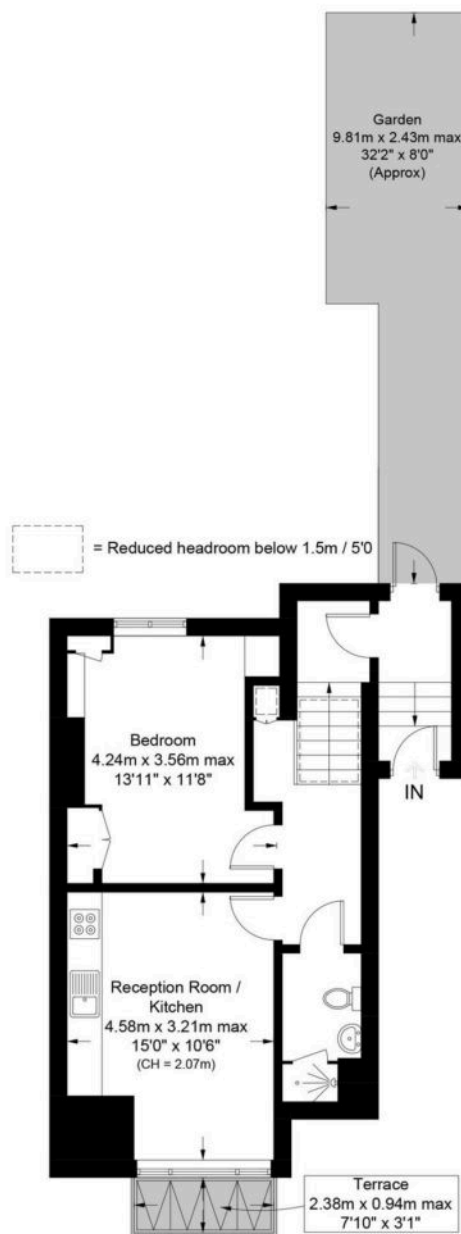 Garden
9.81m x 2.43m max
32'2" x 8'0"
(Approx)
= Reduced headroom below 1.5m / 5'0
Bedroom
4.24m x 3.56m max
13'11" x 11'8"
IN
Reception Room /
Kitchen
4.58m x 3.21m max
15'0" x 10'6"
(CH = 2.07m)
Terrace
2.38m x 0.94m max
7'10" x 3'1"